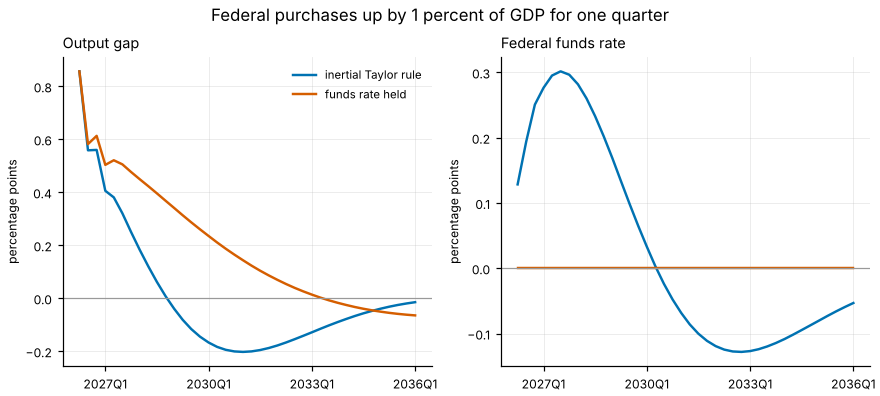 Federal purchases up by 1 percent of GDP for one quarter
Output gap
percentage points
0.8
0.6
0.4
0.2
0.0
−0.2
2027Q1 2030Q1 2033Q1 2036Q1
inertial Taylor rule
funds rate held
Federal funds rate
percentage points
0.3
0.2
0.1
0.0
−0.1
2027Q1 2030Q1 2033Q1 2036Q1